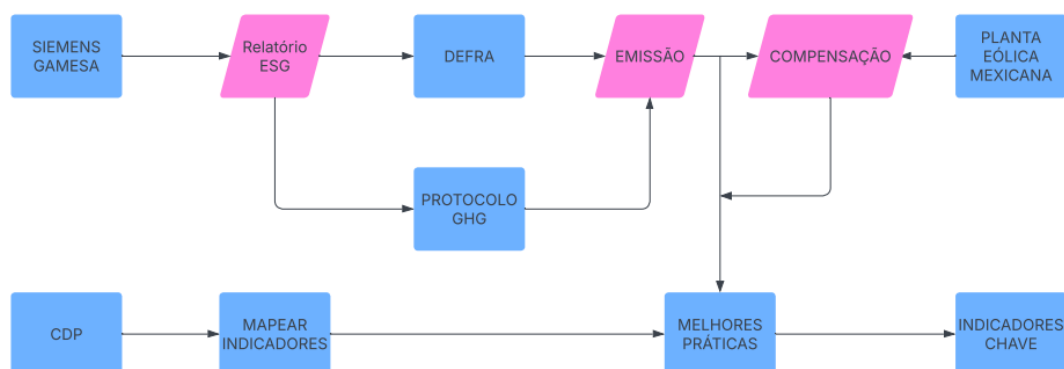 SIEMENS
GAMESA
Relatório
ESG
DEFRA
EMISSÃO
COMPENSAÇÃO
PLANTA
EÓLICA
MEXICANA
PROTOCOLO
GHG
CDP
MAPEAR
INDICADORES
MELHORES
PRÁTICAS
INDICADORES
CHAVE